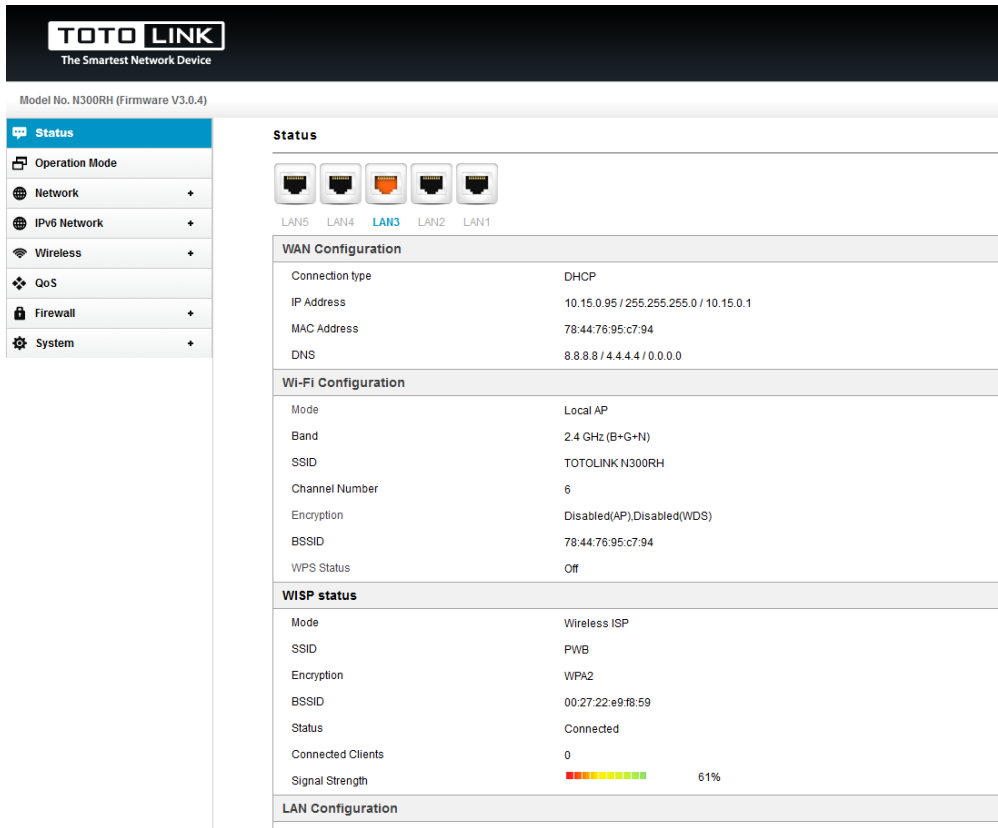 TOTO LINK
The Smartest Network Device
Model No. N300RH (Firmware V3.0.4)
Status
Operation Mode
Network +
IPv6 Network +
Wireless +
QoS
Firewall +
System +
Status
LAN5 LAN4 LAN3 LAN2 LAN1
WAN Configuration
Connection type DHCP
IP Address 10.15.0.95 / 255.255.255.0 / 10.15.0.1
MAC Address 78:44:76:95:c7:94
DNS 8.8.8.8 / 4.4.4.4 / 0.0.0.0
Wi-Fi Configuration
Mode Local AP
Band 2.4 GHz (B+G+N)
SSID TOTOLINK N300RH
Channel Number 6
Encryption Disabled(AP),Disabled(WDS)
BSSID 78:44:76:95:c7:94
WPS Status Off
WISP status
Mode Wireless ISP
SSID PWB
Encryption WPA2
BSSID 00:27:22:e9:f8:59
Status Connected
Connected Clients 0
Signal Strength 61%
LAN Configuration